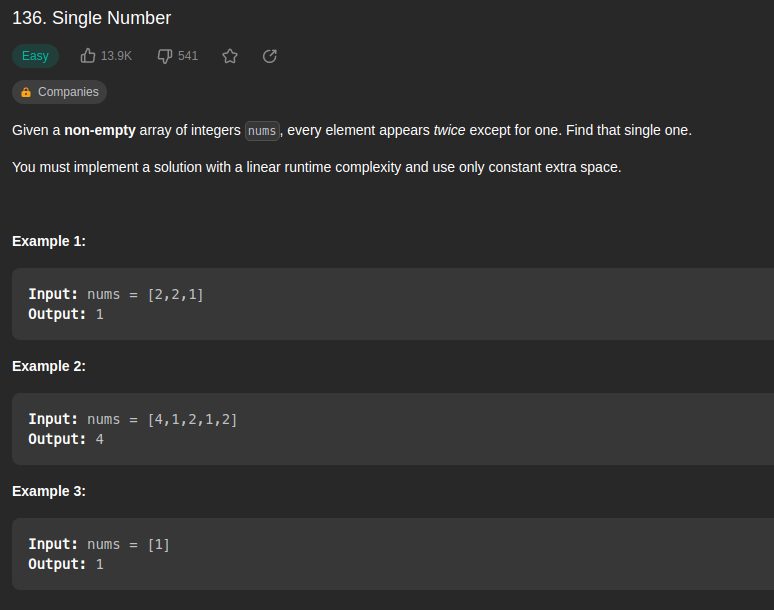 136. Single Number
Easy 13.9K 541
Companies
Given a non-empty array of integers nums, every element appears twice except for one. Find that single one.
You must implement a solution with a linear runtime complexity and use only constant extra space.
Example 1:
Input: nums = [2,2,1]
Output: 1
Example 2:
Input: nums = [4,1,2,1,2]
Output: 4
Example 3:
Input: nums = [1]
Output: 1